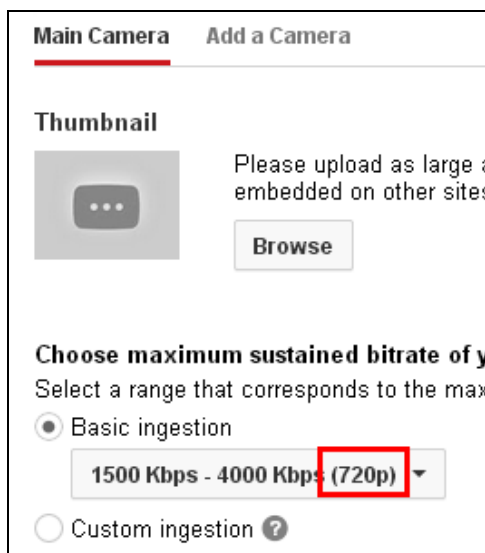 Main Camera Add a Camera
Thumbnail
Please upload as large
embedded on other sites
Browse
Choose maximum sustained bitrate of
Select a range that corresponds to the max
Basic ingestion
1500 Kbps - 4000 Kbps (720p)
Custom ingestion ?